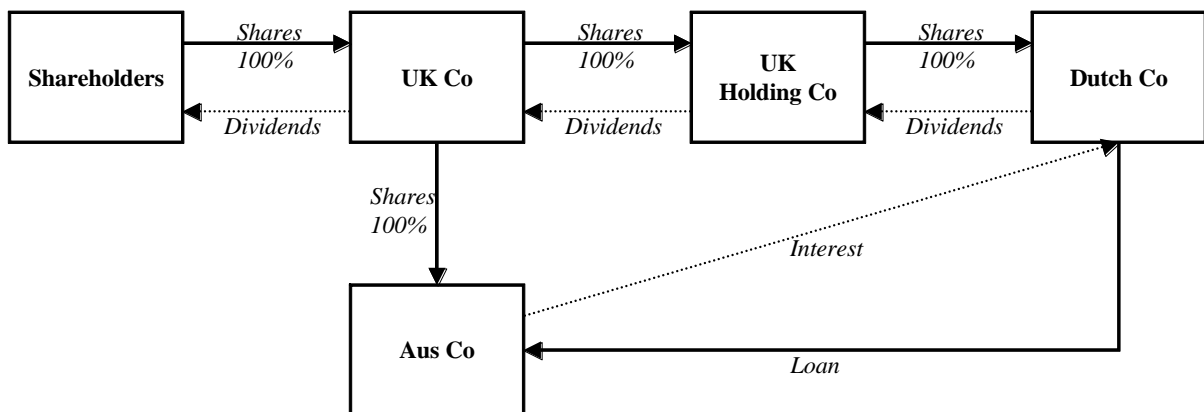 Shares
100%
Shares
100%
Shares
100%
Shareholders
UK Co
UK
Holding Co
Dutch Co
Dividends
Dividends
Dividends
Shares
100%
Interest
Aus Co
Loan